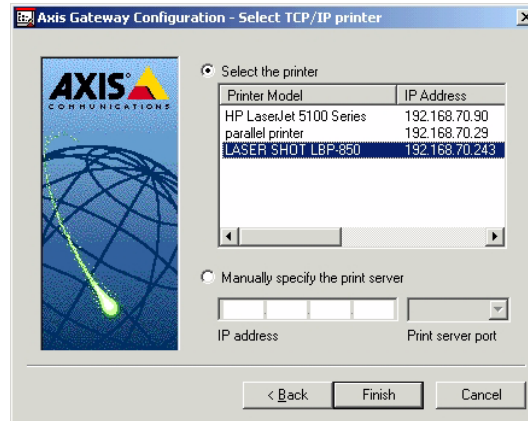 Axis Gateway Configuration - Select TCP/IP printer
AXIS
COMMUNICATIONS
Select the printer
Printer Model IP Address
HP LaserJet 5100 Series 192.168.70.90
parallel printer 192.168.70.29
LASER SHOT LBP-850 192.168.70.243
Manually specify the print server
IP address Print server port
< Back Finish Cancel